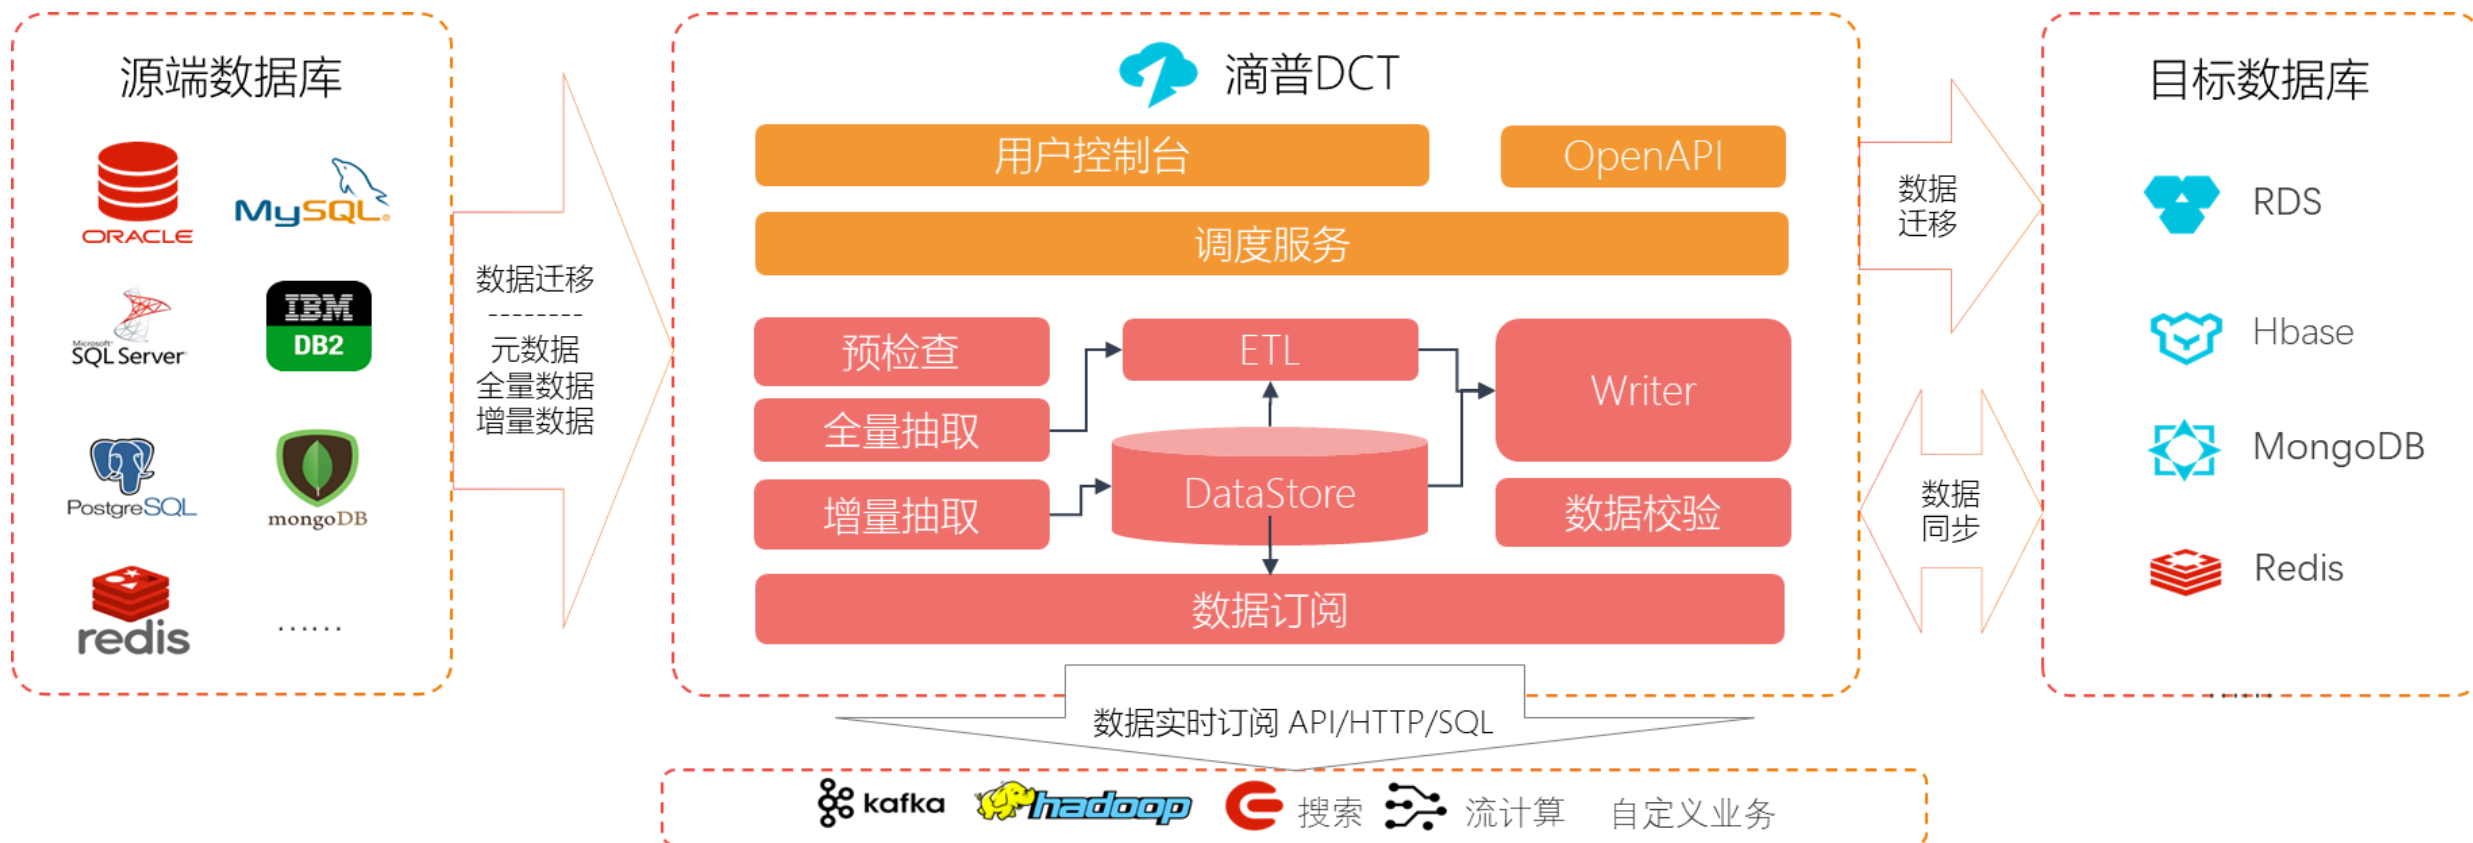 源端数据库
ORACLE
MySQL®
Microsoft®
SQL Server
IBM
DB2
PostgreSQL
mongoDB
redis
......
数据迁移
--------
元数据
全量数据
增量数据
滴普DCT
用户控制台
OpenAPI
调度服务
预检查
全量抽取
增量抽取
ETL
DataStore
Writer
数据校验
数据订阅
数据
迁移
数据
同步
目标数据库
RDS
Hbase
MongoDB
Redis
......
数据实时订阅 API/HTTP/SQL
kafka
hadoop
搜索
流计算
自定义业务